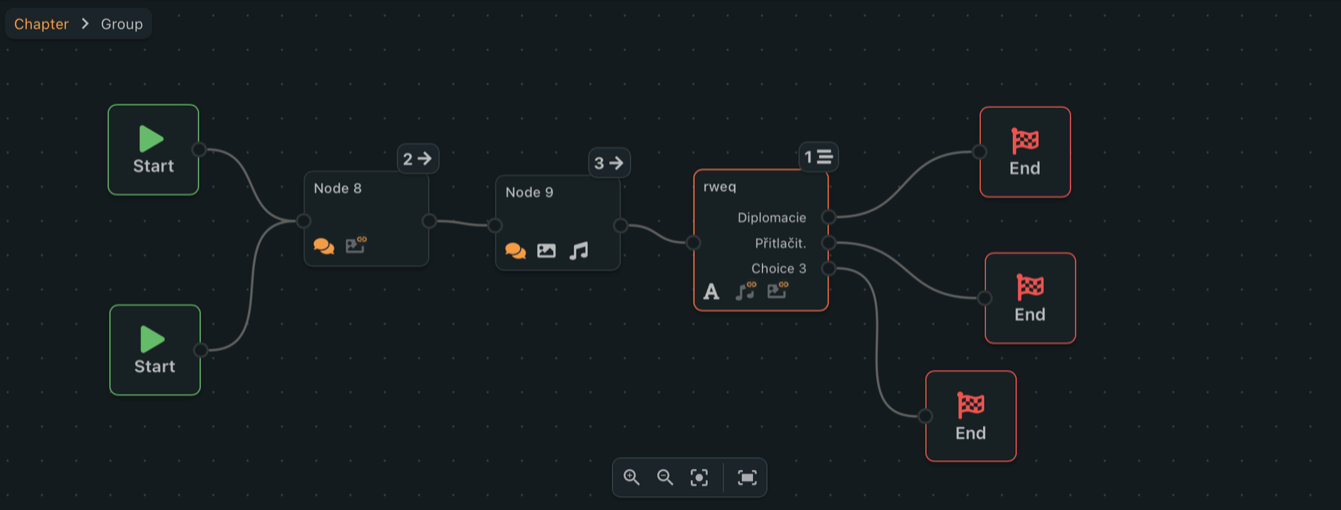 Chapter > Group
Start
Start
2
Node 8
3
Node 9
1
rweq
Diplomacie
Přitlačit.
Choice 3
A
End
End
End